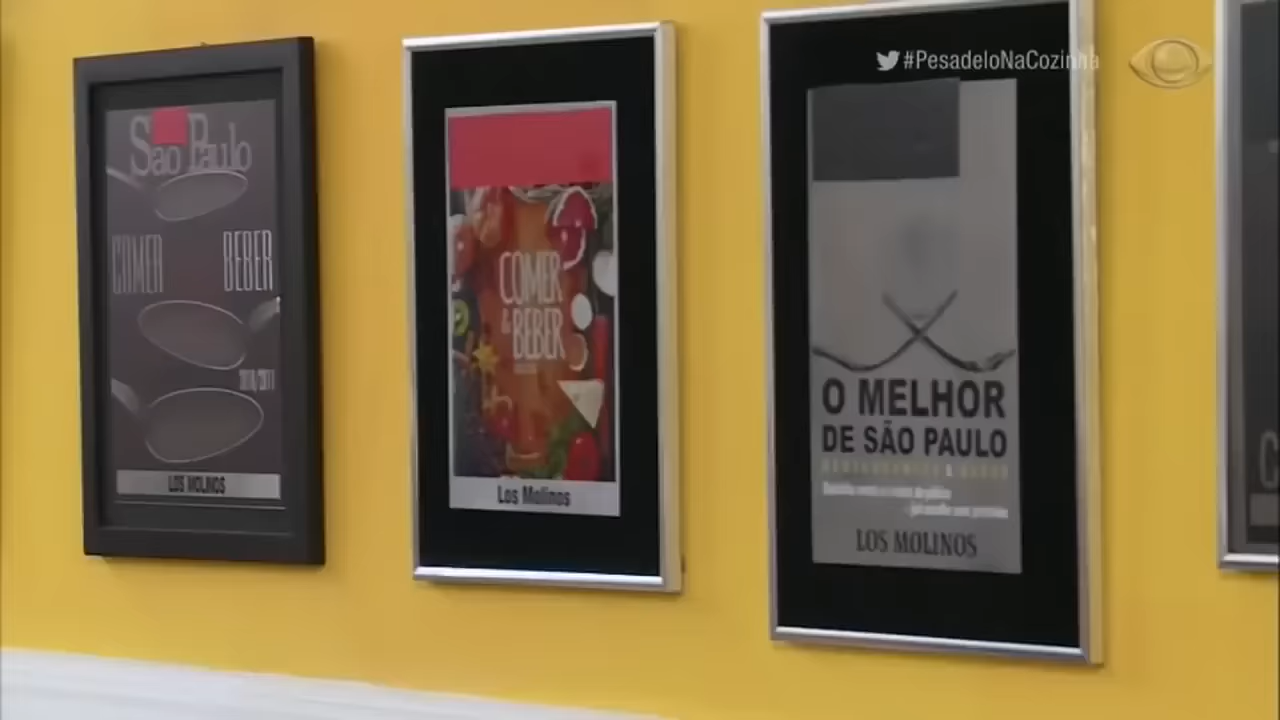 #PesadeloNaCozinha
São Paulo
COMER BEBER
2010/2011
LOS MOLINOS
COMER
& BEBER
Los Molinos
O MELHOR
DE SÃO PAULO
LOS MOLINOS